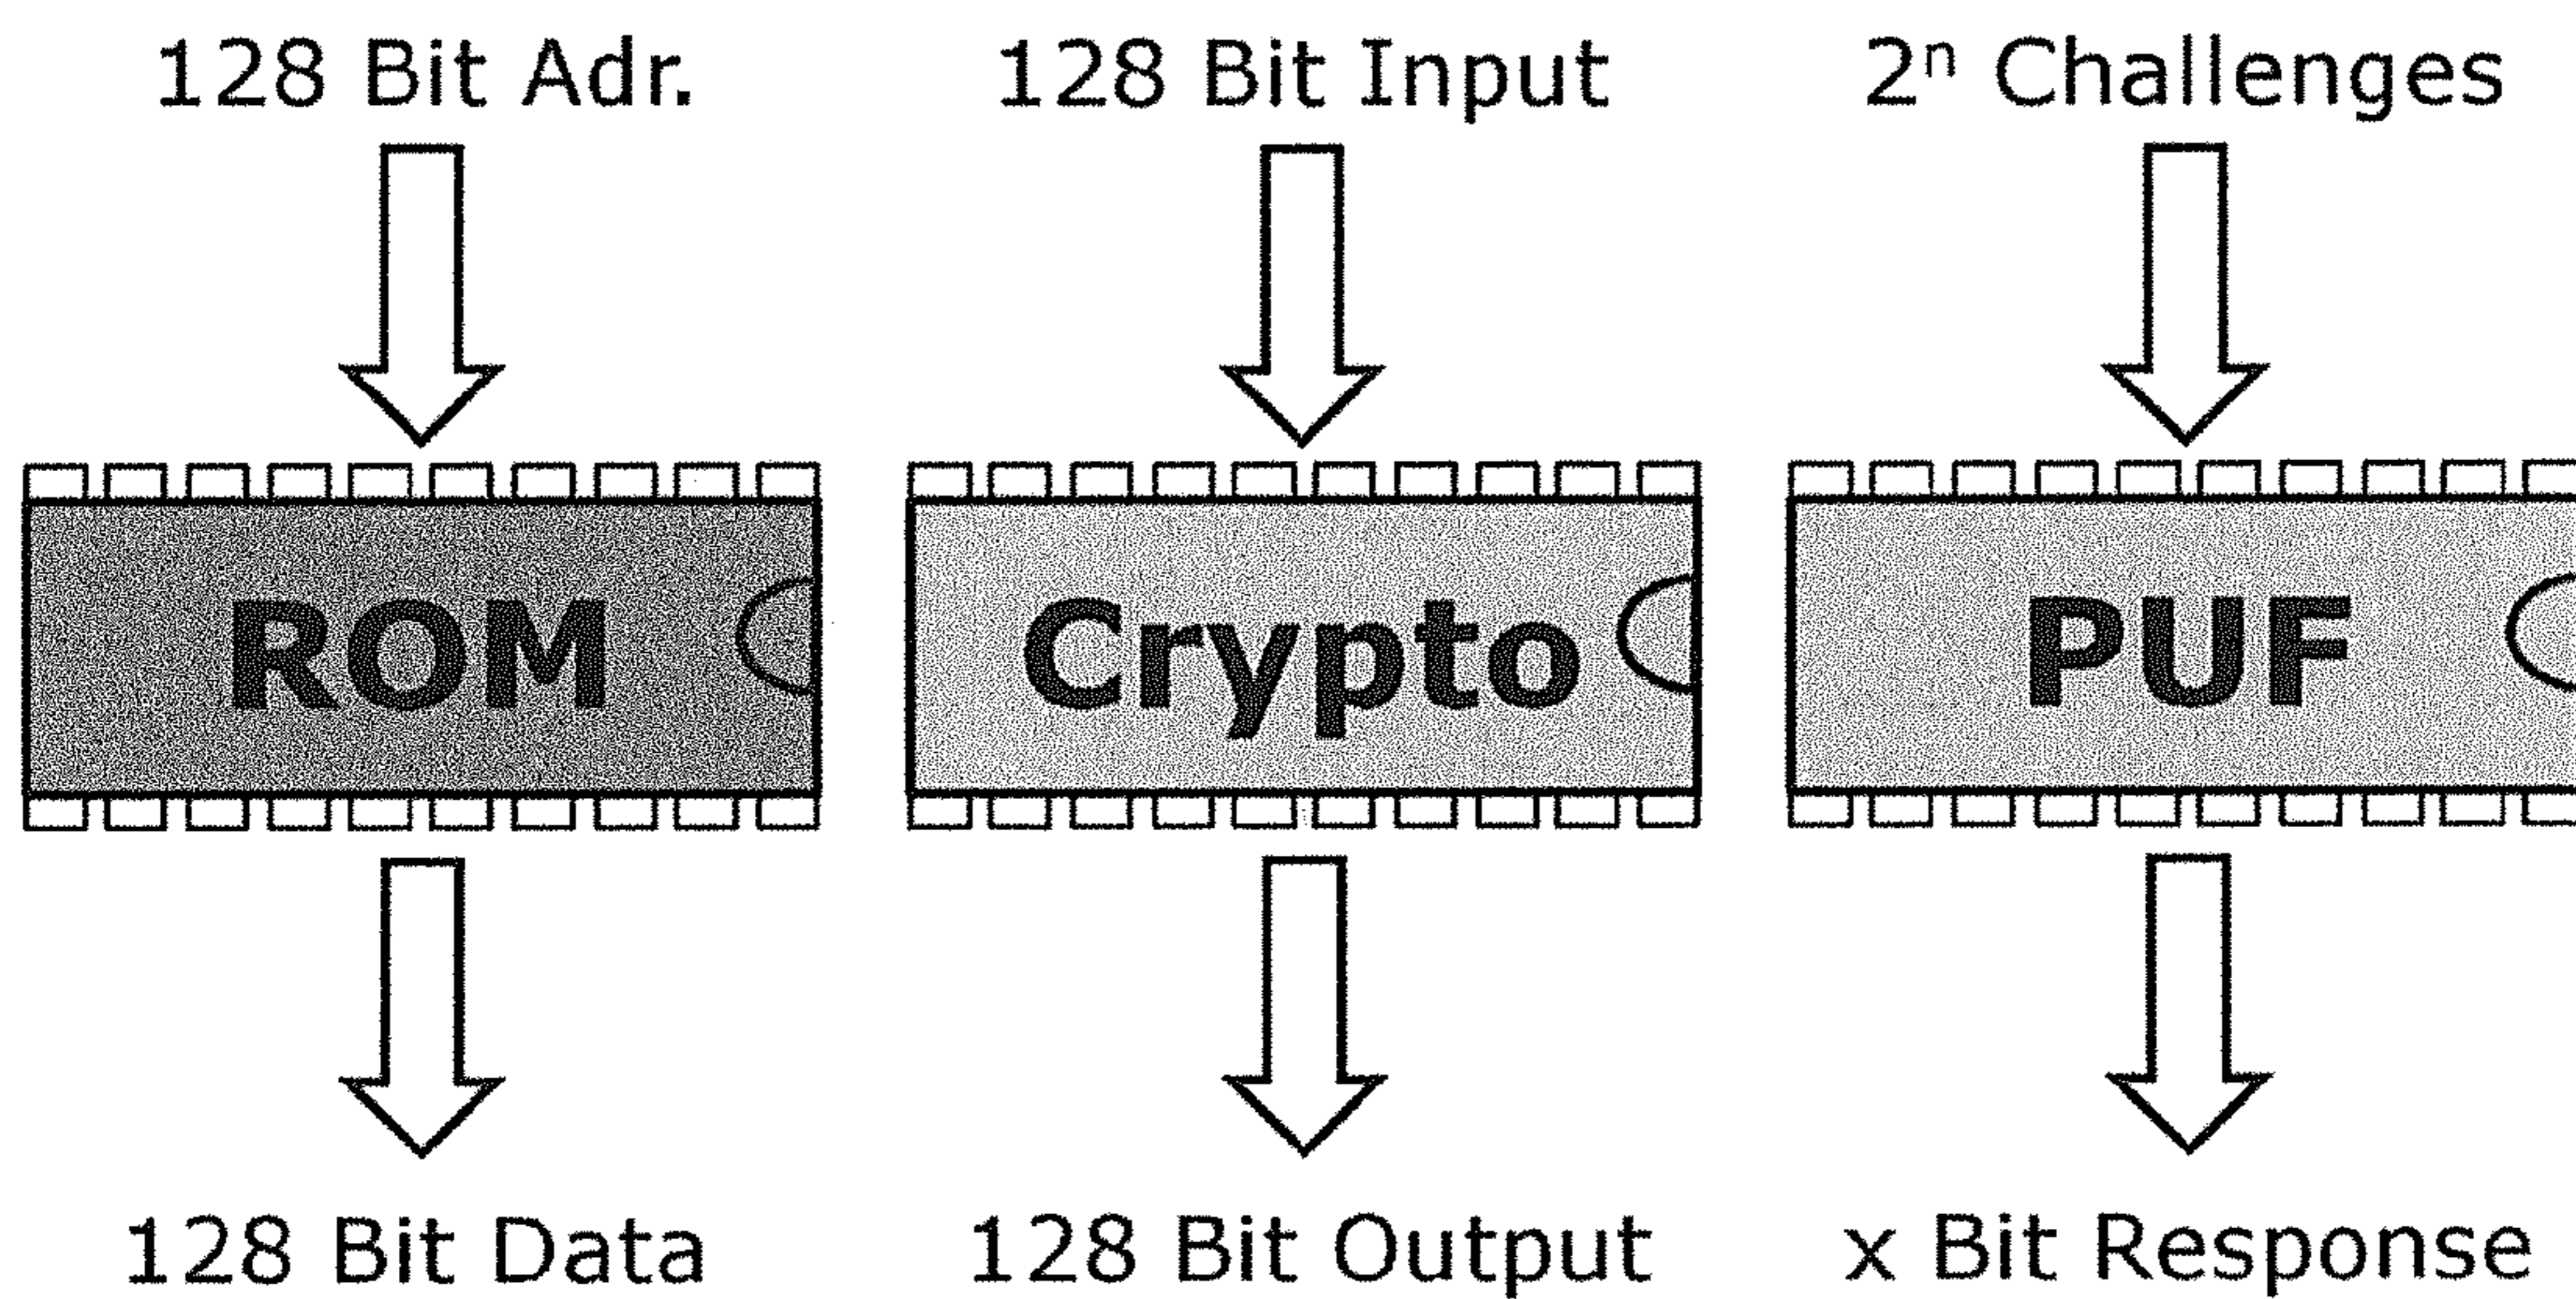 128 Bit Adr.
128 Bit Input
2ⁿ Challenges
ROM
Crypto
PUF
128 Bit Data
128 Bit Output
x Bit Response